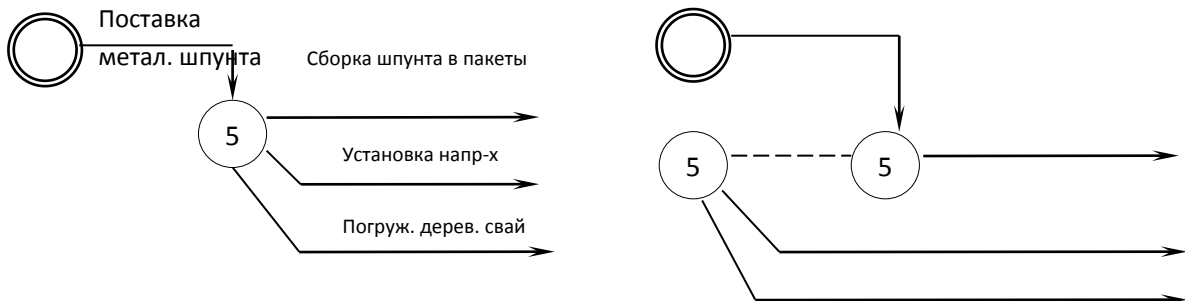 Поставка
метал. шпунта
Сборка шпунта в пакеты
5
Установка напр-х
Погруж. дерев. свай
5
5